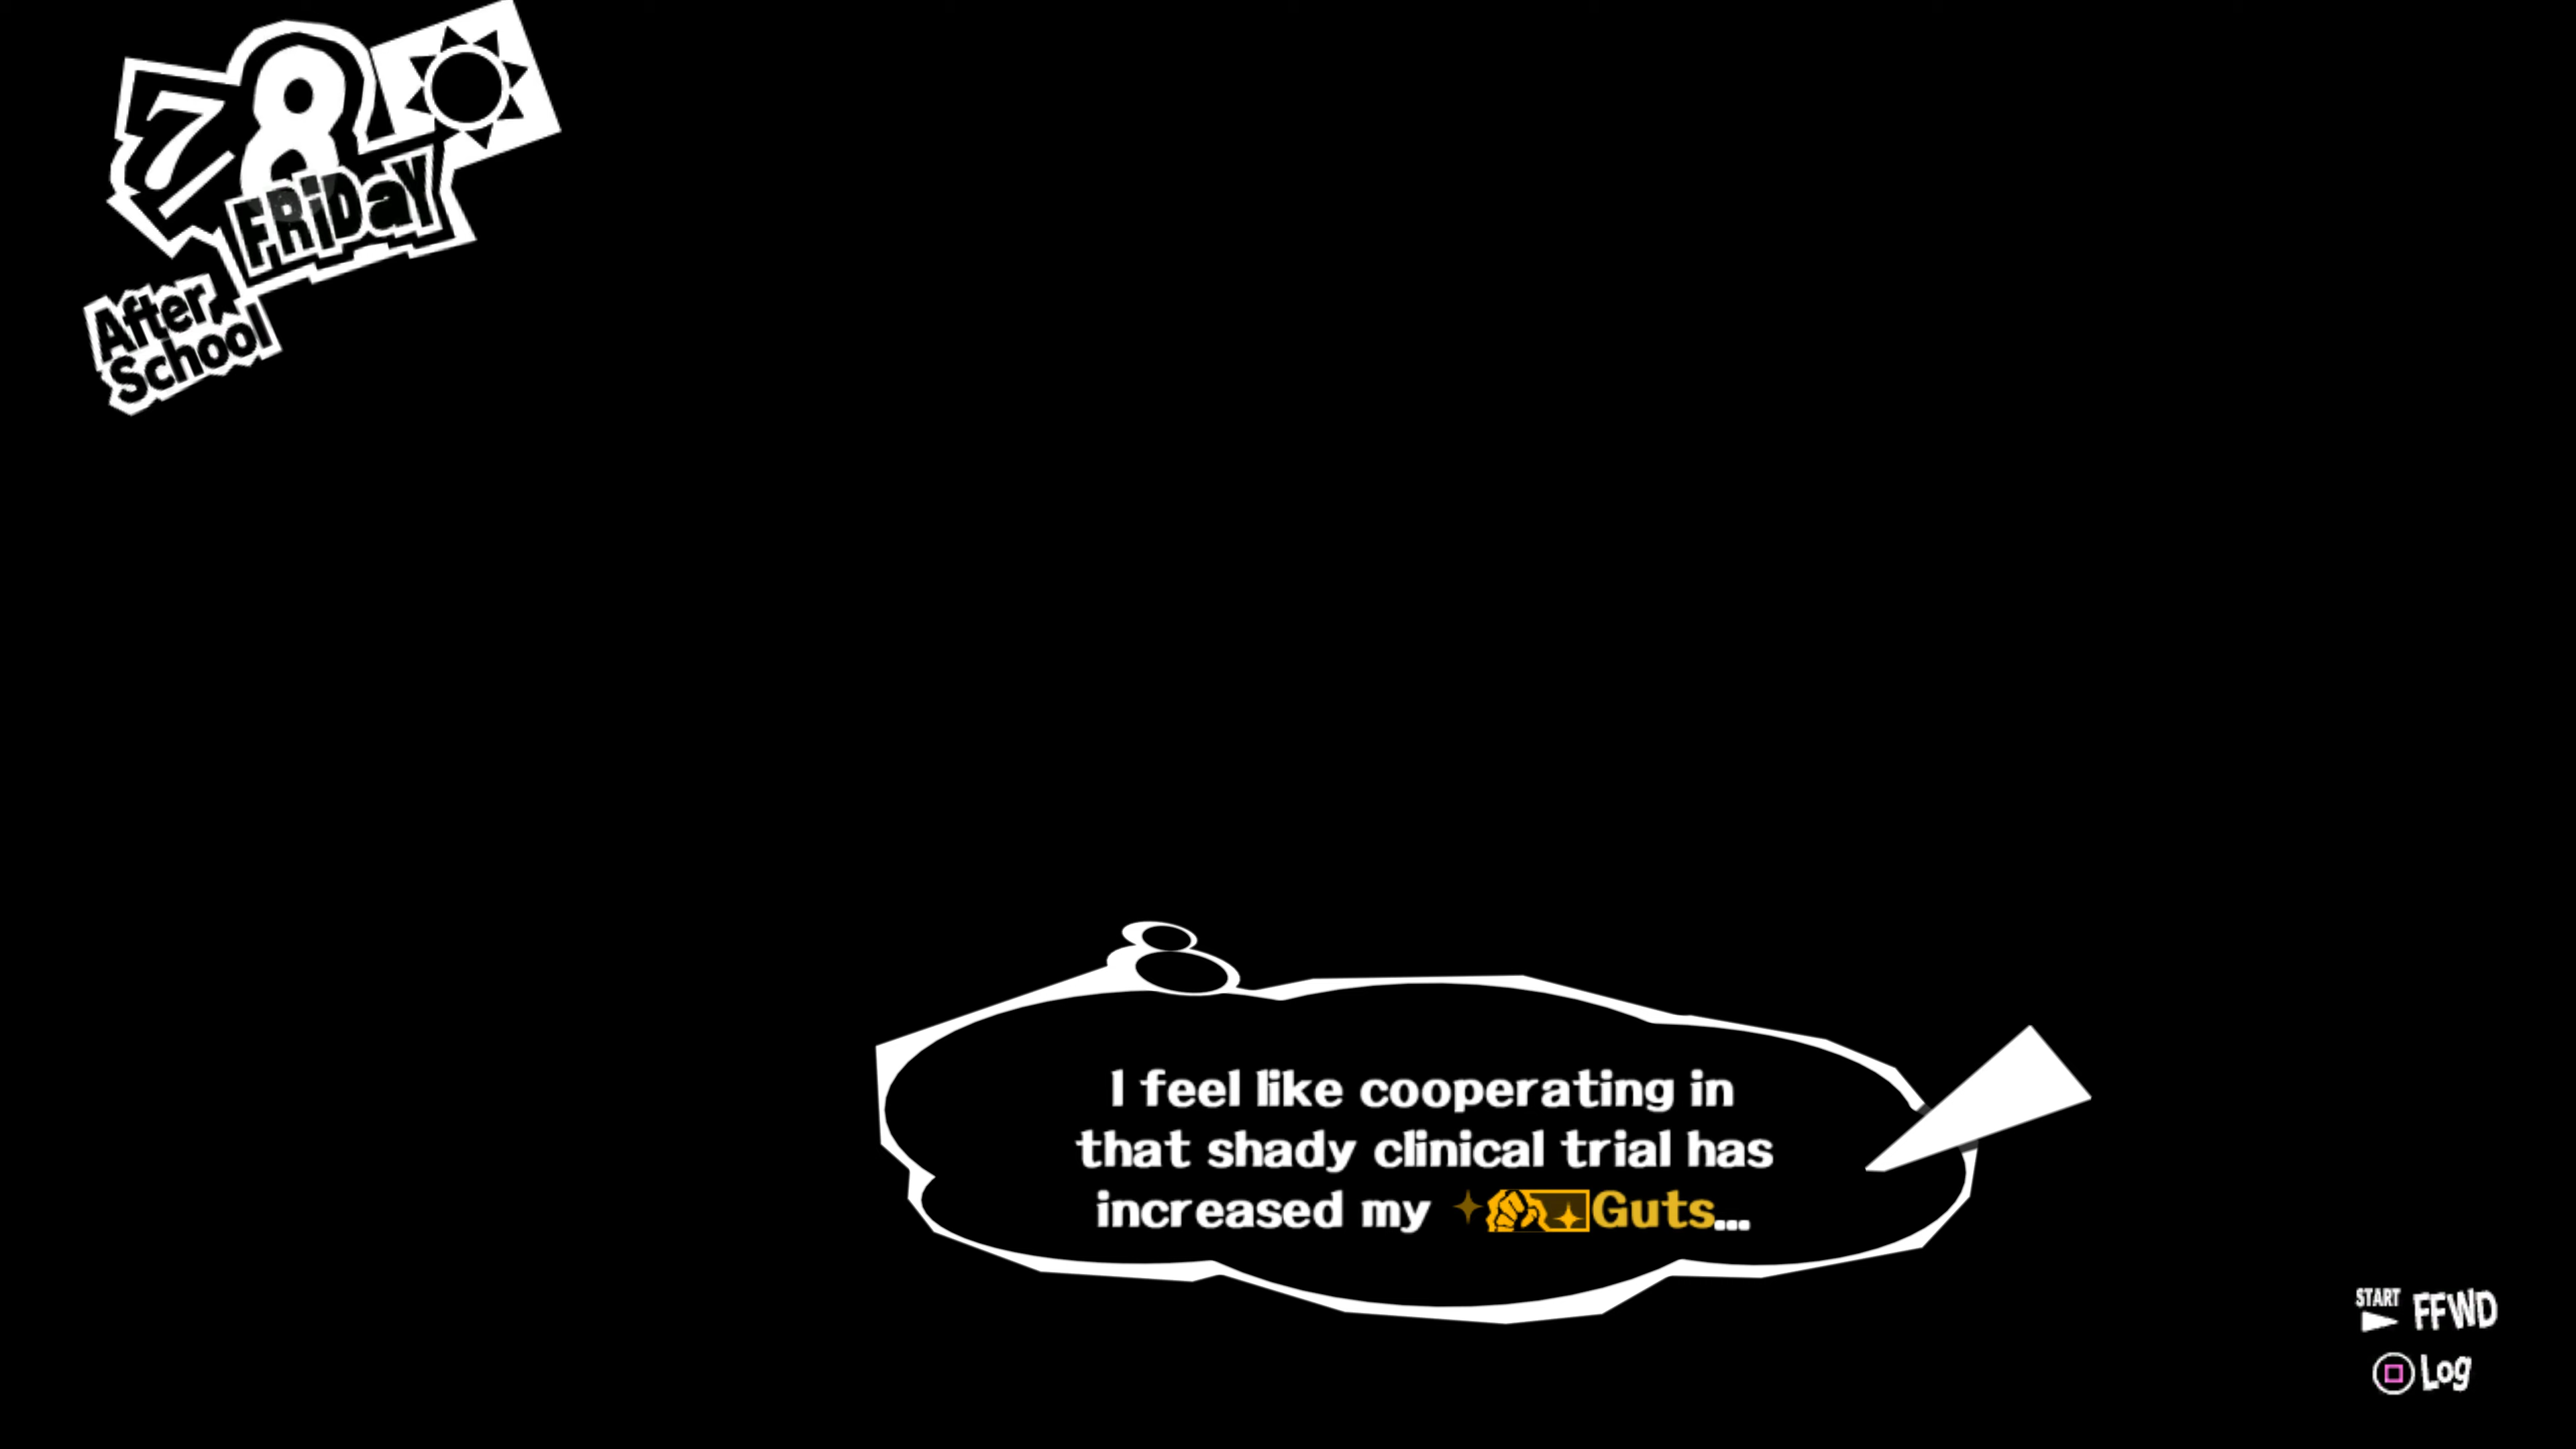 7 8
FRiDaY
After
School
I feel like cooperating in
that shady clinical trial has
increased my Guts...
START FFWD
Log